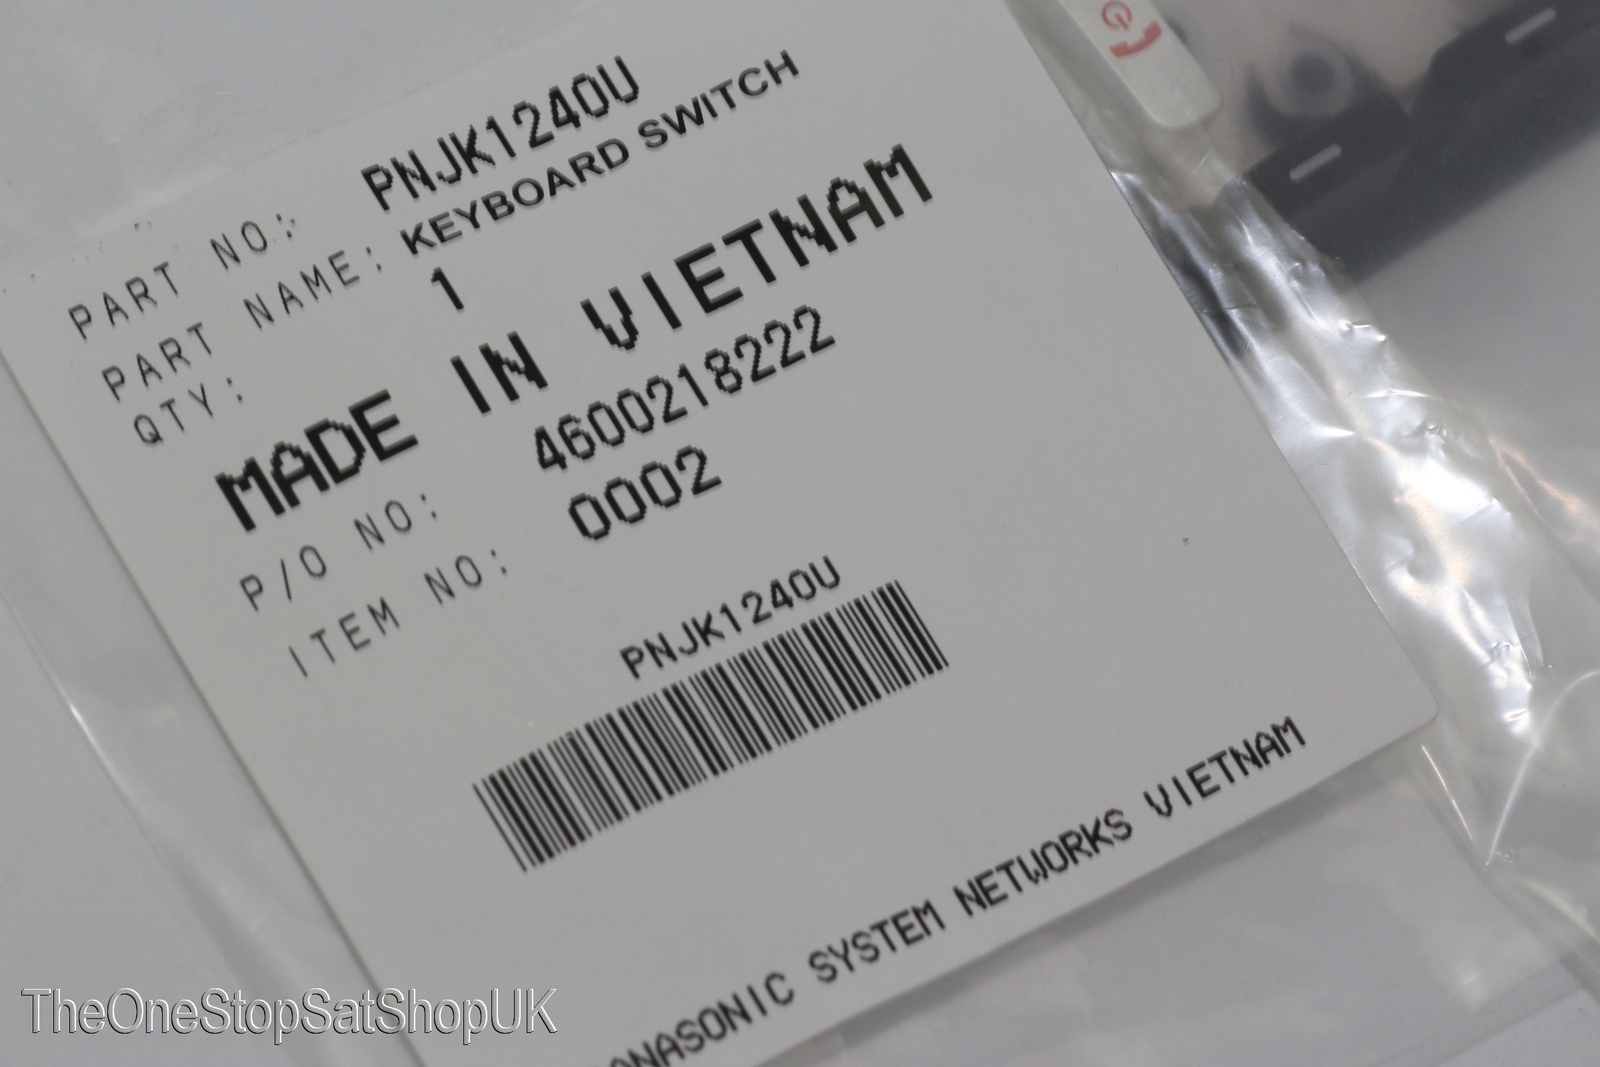 PART NO: PNJK1240U
PART NAME: KEYBOARD SWITCH
QTY: 1
MADE IN VIETNAM
P/O NO: 4600218222
ITEM NO: 0002
PNJK1240U
PANASONIC SYSTEM NETWORKS VIETNAM
TheOneStopSatShopUK